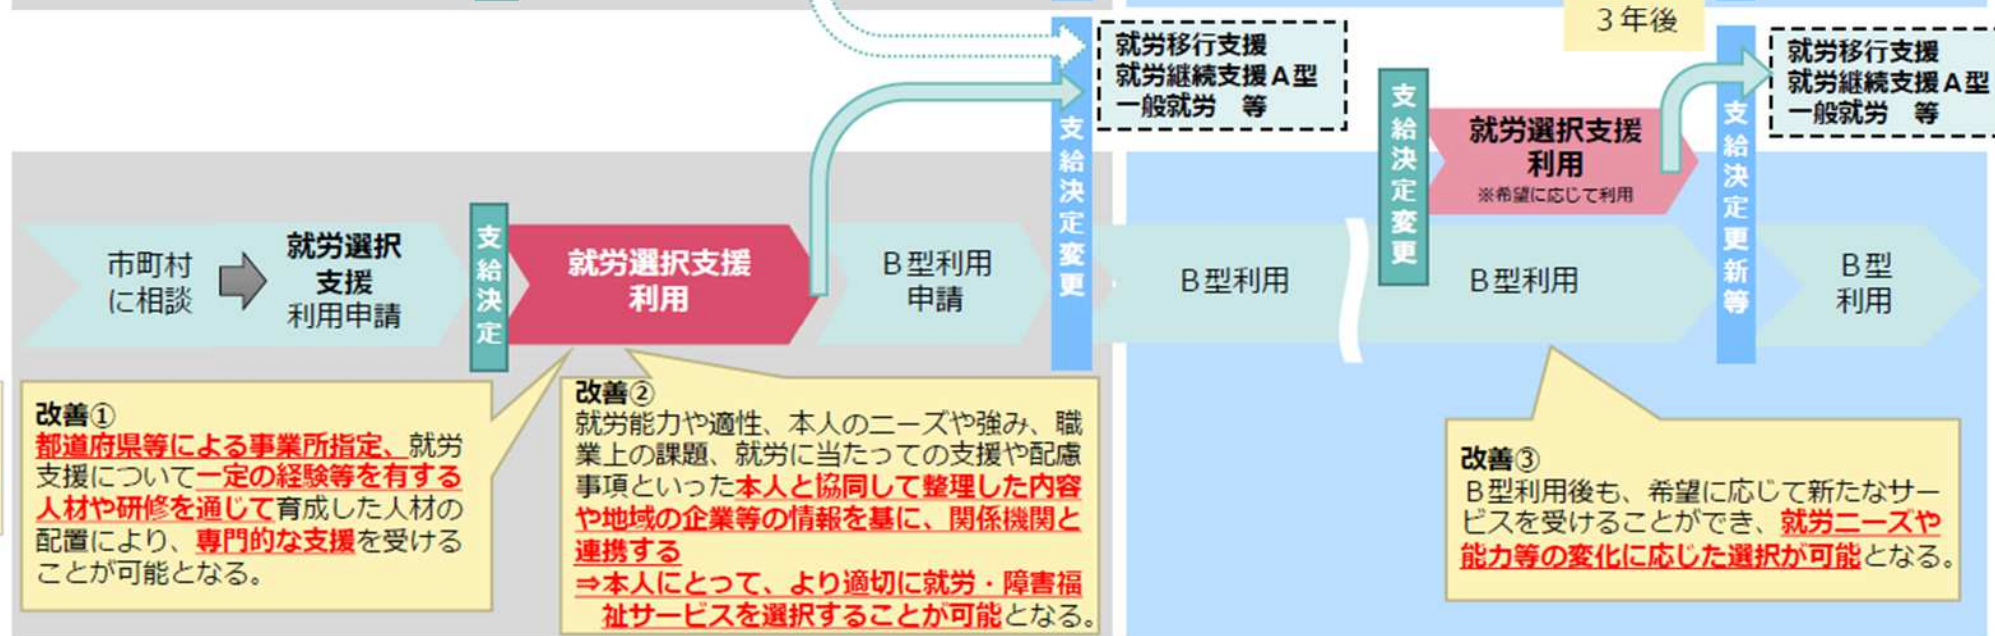 ３年後
就労移行支援
就労継続支援Ａ型
一般就労　等
就労移行支援
就労継続支援Ａ型
一般就労　等
支給決定変更
就労選択支援
利用
※希望に応じて利用
支給決定更新等
市町村
に相談
就労選択
支援
利用申請
支給決定
就労選択支援
利用
Ｂ型利用
申請
支給決定変更
Ｂ型利用
Ｂ型利用
Ｂ型
利用
改善①
都道府県等による事業所指定、就労
支援について一定の経験等を有する
人材や研修を通じて育成した人材の
配置により、専門的な支援を受ける
ことが可能となる。
改善②
就労能力や適性、本人のニーズや強み、職
業上の課題、就労に当たっての支援や配慮
事項といった本人と協同して整理した内容
や地域の企業等の情報を基に、関係機関と
連携する
⇒本人にとって、より適切に就労・障害福
祉サービスを選択することが可能となる。
改善③
Ｂ型利用後も、希望に応じて新たなサー
ビスを受けることができ、就労ニーズや
能力等の変化に応じた選択が可能となる。